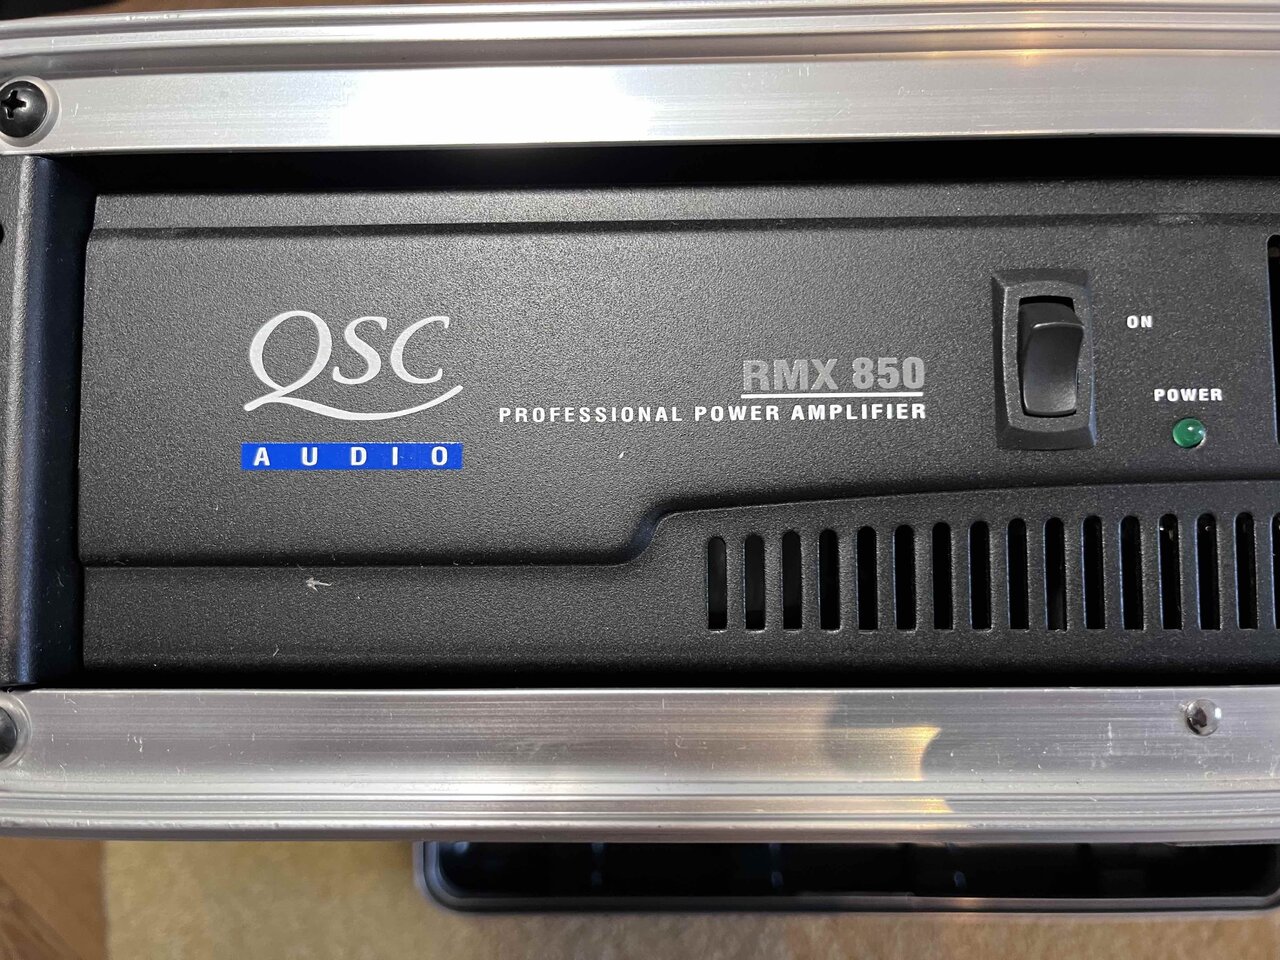 QSC
AUDIO
RMX 850
PROFESSIONAL POWER AMPLIFIER
ON
POWER